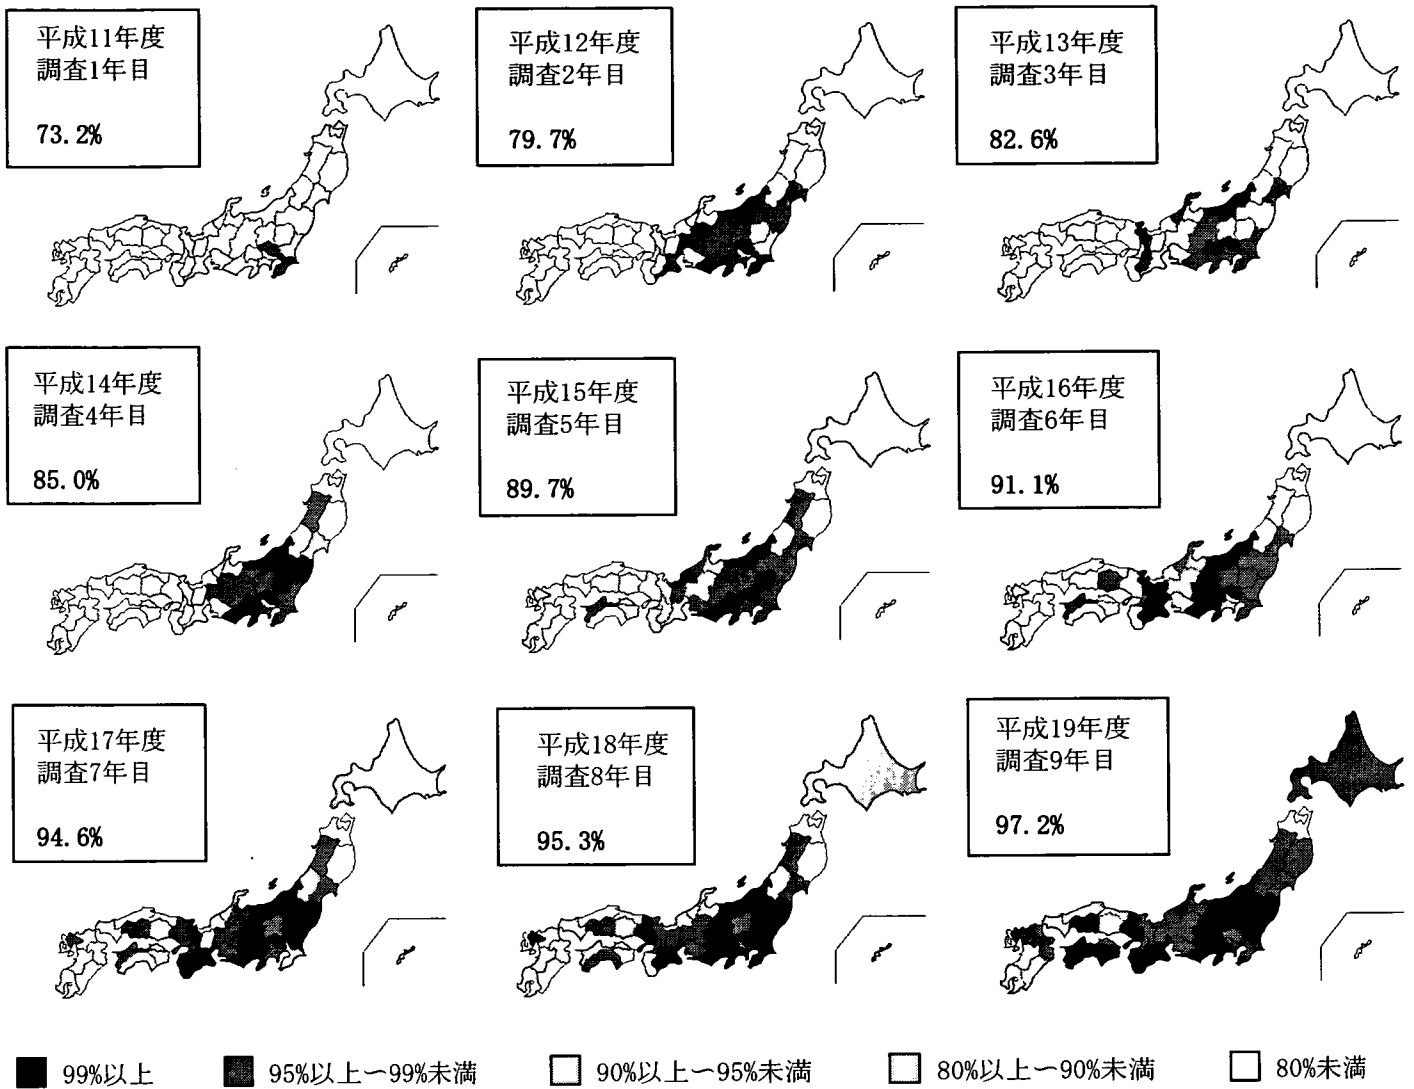 平成11年度
調査1年目
73.2%
平成12年度
調査2年目
79.7%
平成13年度
調査3年目
82.6%
平成14年度
調査4年目
85.0%
平成15年度
調査5年目
89.7%
平成16年度
調査6年目
91.1%
平成17年度
調査7年目
94.6%
平成18年度
調査8年目
95.3%
平成19年度
調査9年目
97.2%
99%以上
95%以上~99%未満
90%以上~95%未満
80%以上~90%未満
80%未満